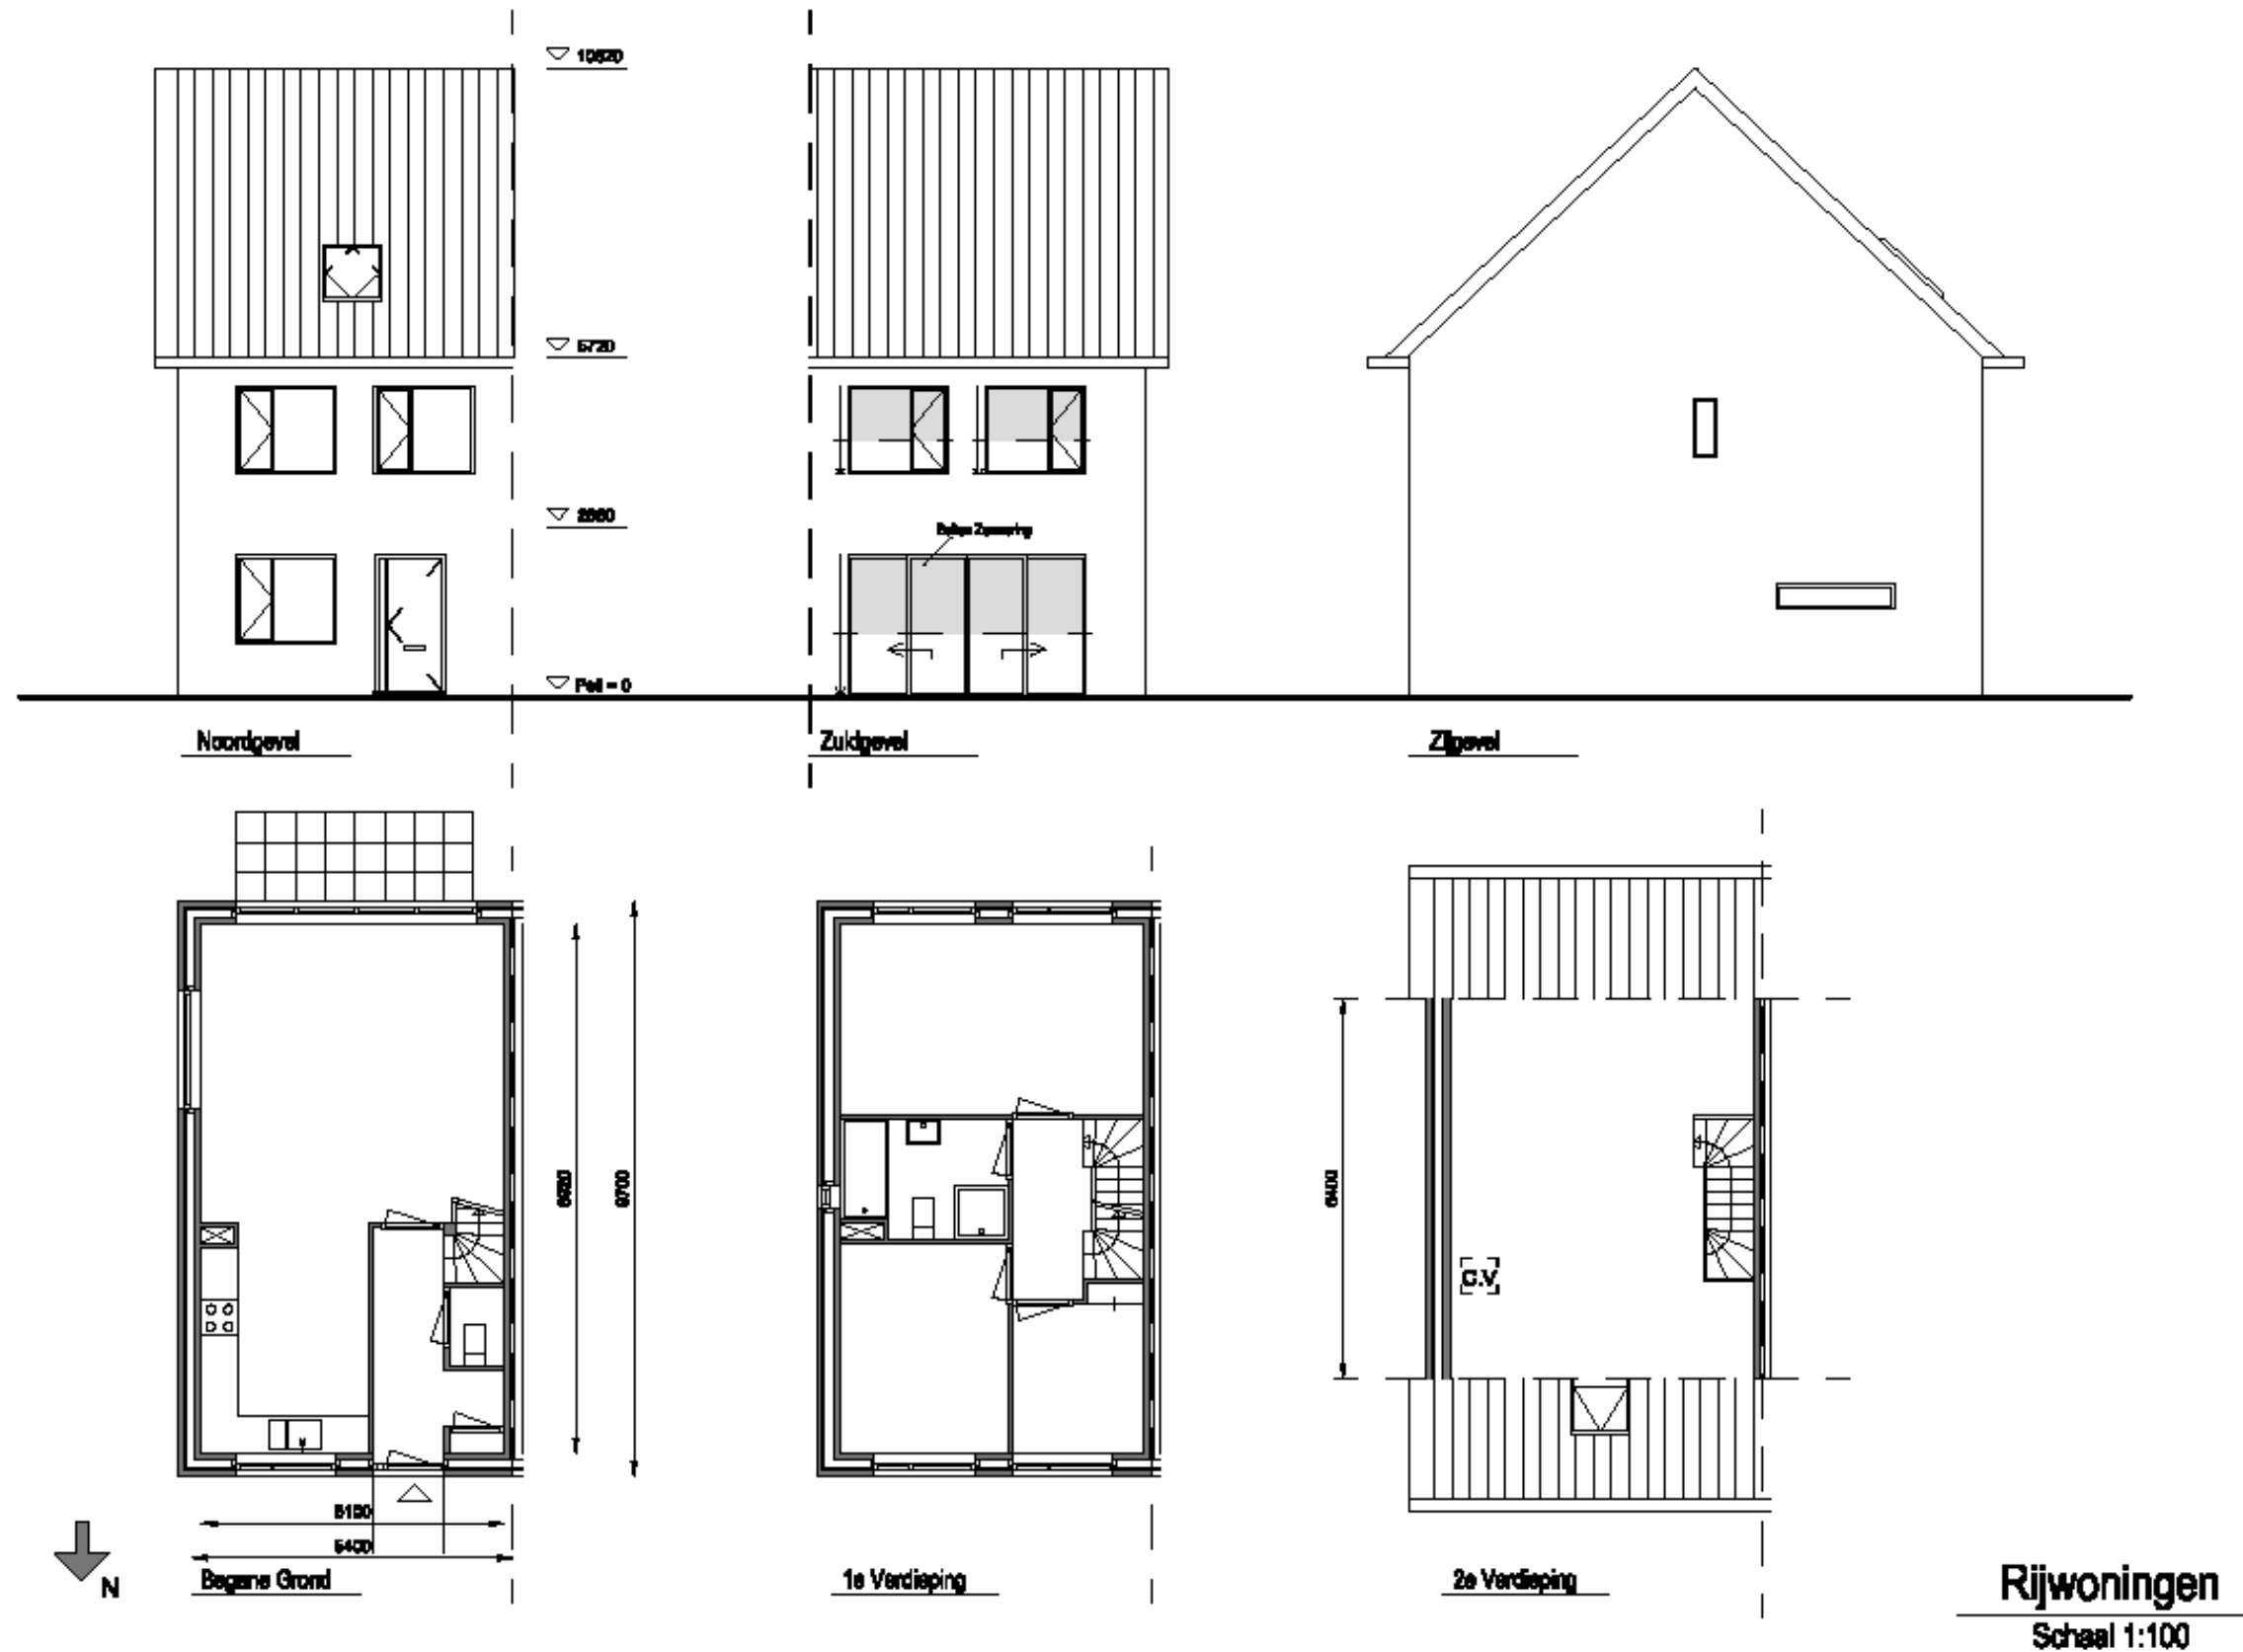 10620
5720
2860
Peil = 0
Noordgevel
Zuidgevel
Zijgevel
9700
6400
C.V.
5100
5400
N
Begane Grond
1e Verdieping
2e Verdieping
Rijwoningen
Schaal 1:100